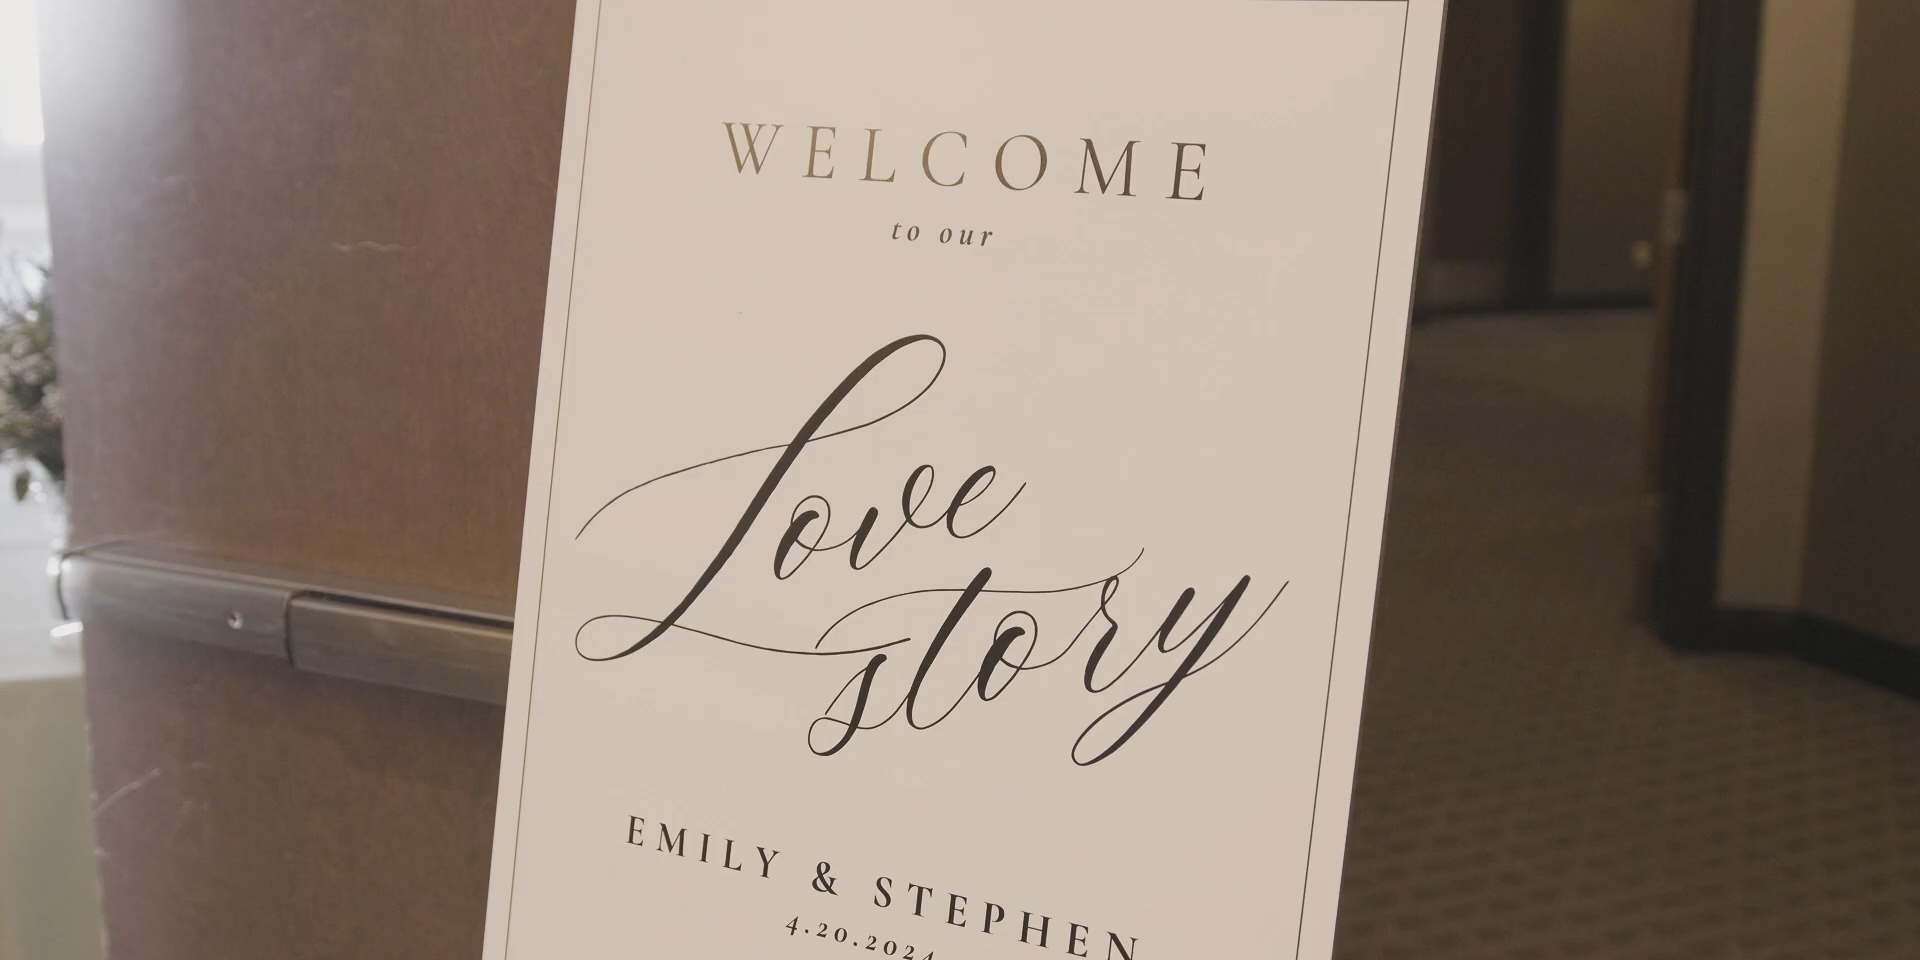 WELCOME
to our
Love
story
EMILY & STEPHEN
4.20.2024